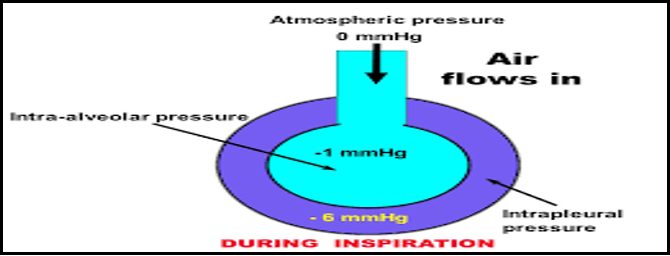 Atmospheric pressure
0 mmHg
Air
flows in
Intra-alveolar pressure
-1 mmHg
- 6 mmHg
Intrapleural
pressure
DURING INSPIRATION